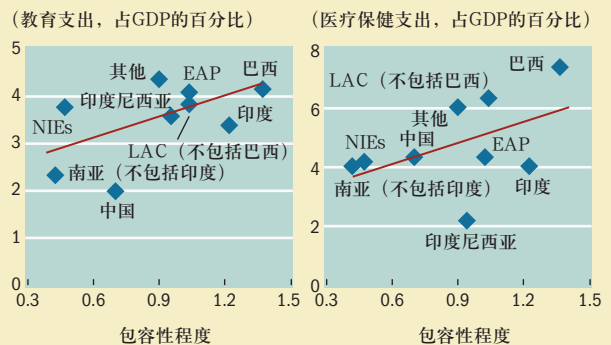 （教育支出，占GDP的百分比）
5
4
3
2
1
0
其他
EAP
巴西
印度尼西亚
NIEs
印度
LAC（不包括巴西）
南亚（不包括印度）
中国
0.3 0.6 0.9 1.2 1.5
包容性程度
（医疗保健支出，占GDP的百分比）
8
6
4
2
0
巴西
LAC（不包括巴西）
其他
中国
NIEs
EAP
南亚（不包括印度）
印度
印度尼西亚
0.3 0.6 0.9 1.2 1.5
包容性程度